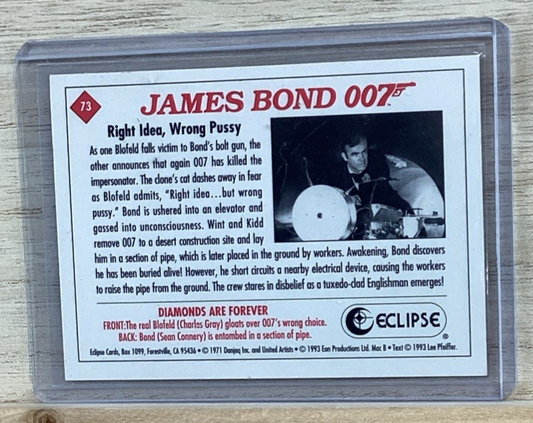 73
JAMES BOND 007
Right Idea, Wrong Pussy
As one Blofeld falls victim to Bond's bolt gun, the
other announces that again 007 has killed the
impersonator. The clone's cat dashes away in fear
as Blofeld admits, "Right idea...but wrong
pussy." Bond is ushered into an elevator and
gassed into unconsciousness. Wint and Kidd
remove 007 to a desert construction site and lay
him in a section of pipe, which is later placed in the ground by workers. Awakening, Bond discovers
he has been buried alive! However, he short circuits a nearby electrical device, causing the workers
to raise the pipe from the ground. The crew stares in disbelief as a tuxedo-clad Englishman emerges!
DIAMONDS ARE FOREVER
FRONT:The real Blofeld (Charles Gray) gloats over 007's wrong choice.
BACK: Bond (Sean Connery) is entombed in a section of pipe.
ECLIPSE ®
Eclipse Cards, Box 1099, Forestville, CA 95436 • © 1971 Danjaq Inc and United Artists • © 1993 Eon Productions Ltd. Mac B • Text © 1993 Lee Pfeiffer.